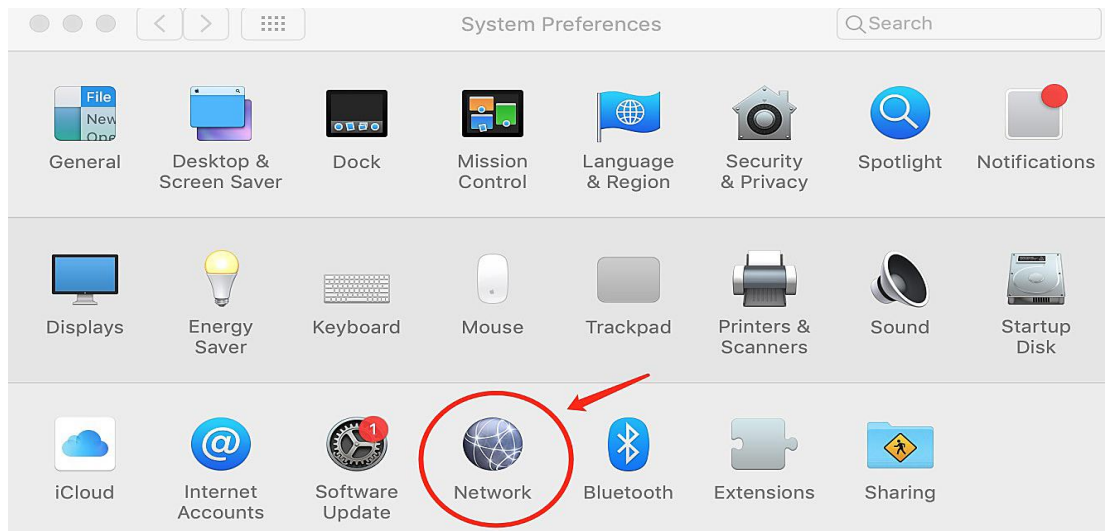 System Preferences
Search
File
New
Ope
General
Desktop &
Screen Saver
Dock
Mission
Control
Language
& Region
Security
& Privacy
Spotlight
Notifications
Displays
Energy
Saver
Keyboard
Mouse
Trackpad
Printers &
Scanners
Sound
Startup
Disk
iCloud
@
Internet
Accounts
1
Software
Update
Network
Bluetooth
Extensions
Sharing